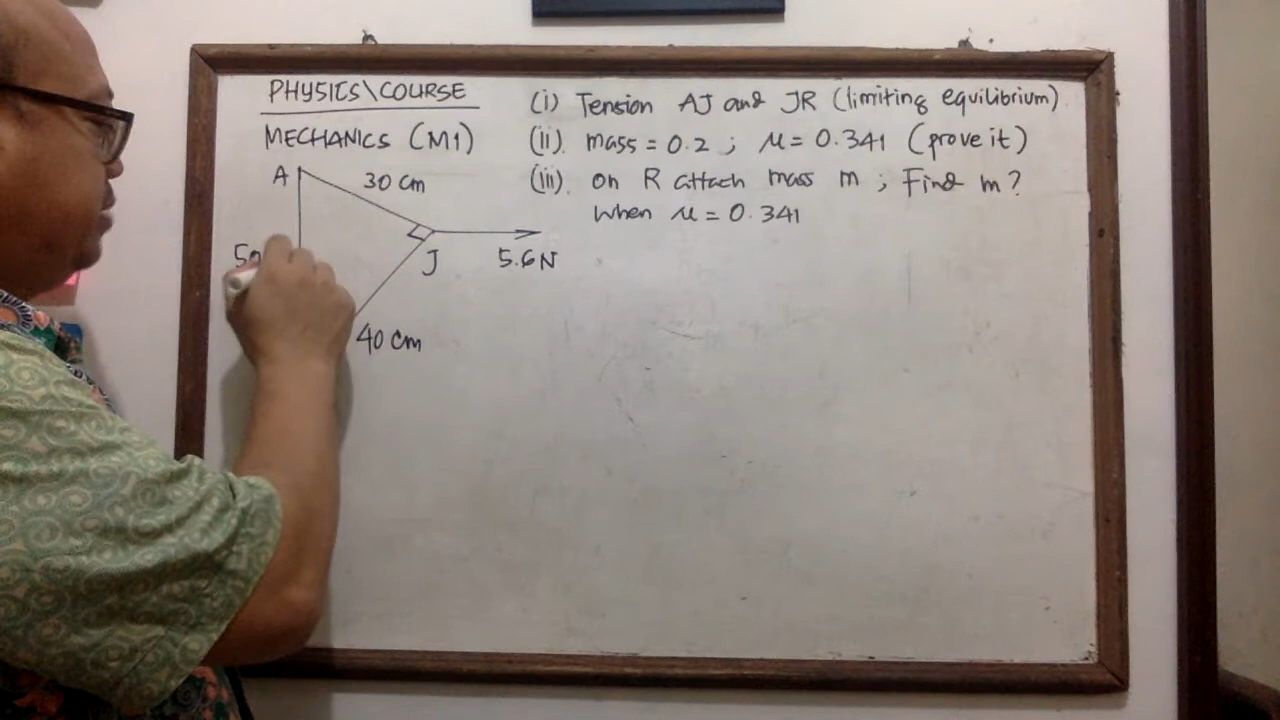 PHYSICS\COURSE
MECHANICS (M1)
(i) Tension AJ and JR (limiting equilibrium)
(ii). mass = 0.2 ; μ = 0.341 (prove it)
(iii). on R attach mass m ; Find m?
when μ = 0.341
A
30 cm
J
5.6N
40 cm